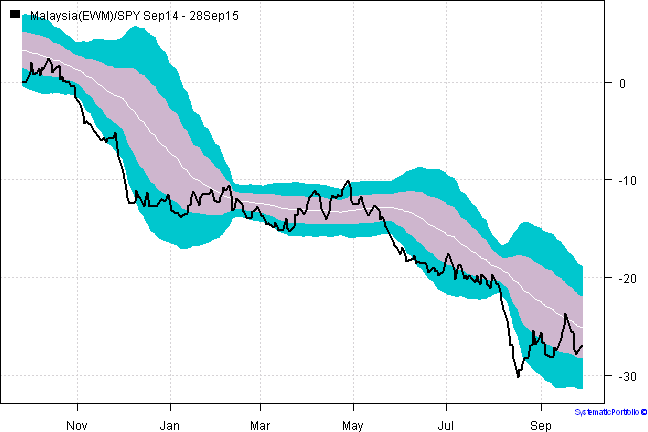 Malaysia(EWM)/SPY Sep14 - 28Sep15
0
-10
-20
-30
Nov Jan Mar May Jul Sep
SystematicPortfolio ©